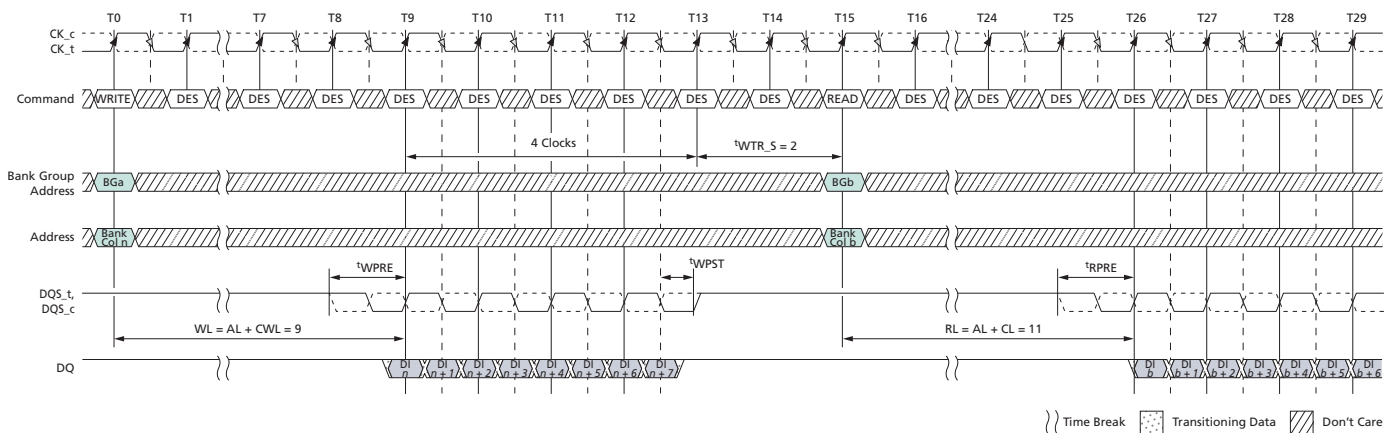 T0 T1 T7 T8 T9 T10 T11 T12 T13 T15 T16 T24 T25 T26 T27 T28 T29
CK_c
CK_t
Command WRITE DES DES DES DES DES DES DES DES DES READ DES DES DES DES DES DES DES
4 Clocks tWTR_S = 2
Bank Group
Address
BGa BGb
Address
Bank
Col n
Bank
Col b
tWPRE tWPST tRPRE
DQS_t,
DQS_c
WL = AL + CWL = 9 RL = AL + CL = 11
DQ
DI
n
DI
n + 1
DI
n + 2
DI
n + 3
DI
n + 4
DI
n + 5
DI
n + 6
DI
n + 7
DI
b
DI
b + 1
DI
b + 2
DI
b + 3
DI
b + 4
DI
b + 5
DI
b + 6
Time Break Transitioning Data Don't Care